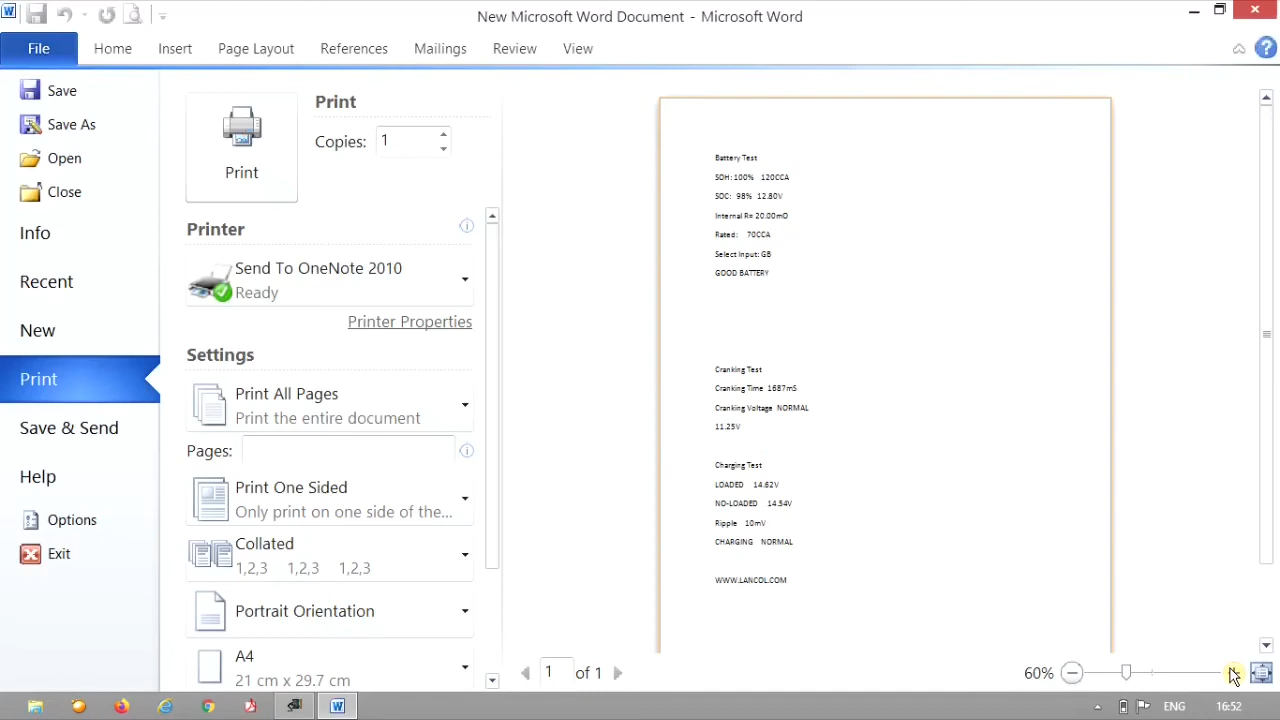 New Microsoft Word Document - Microsoft Word
File Home Insert Page Layout References Mailings Review View
Save
Save As
Open
Close
Info
Recent
New
Print
Save & Send
Help
Options
Exit
Print
Print
Copies: 1
Printer
Send To OneNote 2010
Ready
Printer Properties
Settings
Print All Pages
Print the entire document
Pages:
Print One Sided
Only print on one side of the...
Collated
1,2,3 1,2,3 1,2,3
Portrait Orientation
A4
21 cm x 29.7 cm
Battery Test
SOH: 100% 120CCA
SOC: 98% 12.80V
Internal R= 20.00mO
Rated: 70CCA
Select Input: GB
GOOD BATTERY
Cranking Test
Cranking Time 1687mS
Cranking Voltage NORMAL
11.25V
Charging Test
LOADED 14.62V
NO-LOADED 14.54V
Ripple 10mV
CHARGING NORMAL
WWW.LANCOL.COM
1 of 1
60%
ENG 16:52